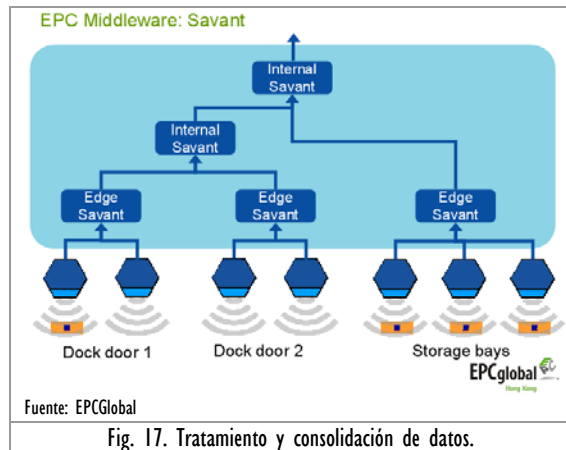 EPC Middleware: Savant
Internal
Savant
Internal
Savant
Edge
Savant
Edge
Savant
Edge
Savant
Dock door 1
Dock door 2
Storage bays
EPCglobal
Hong Kong
Fuente: EPCGlobal
Fig. 17. Tratamiento y consolidación de datos.